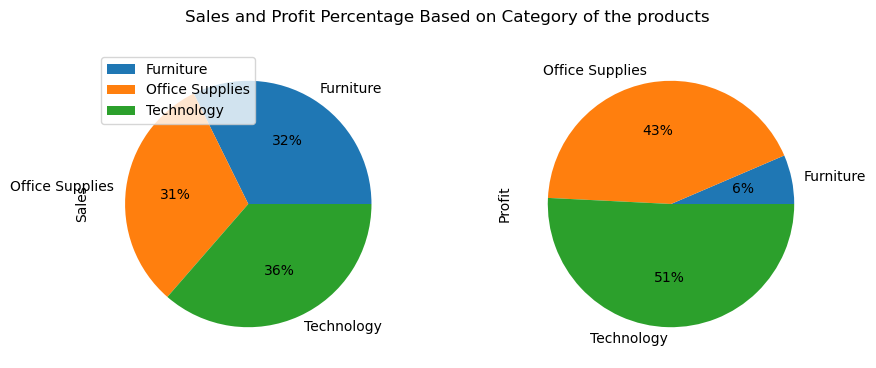 Sales and Profit Percentage Based on Category of the products
Furniture
Office Supplies
Technology
Furniture
32%
Office Supplies
31%
Sales
36%
Technology
Office Supplies
43%
Furniture
6%
Profit
51%
Technology